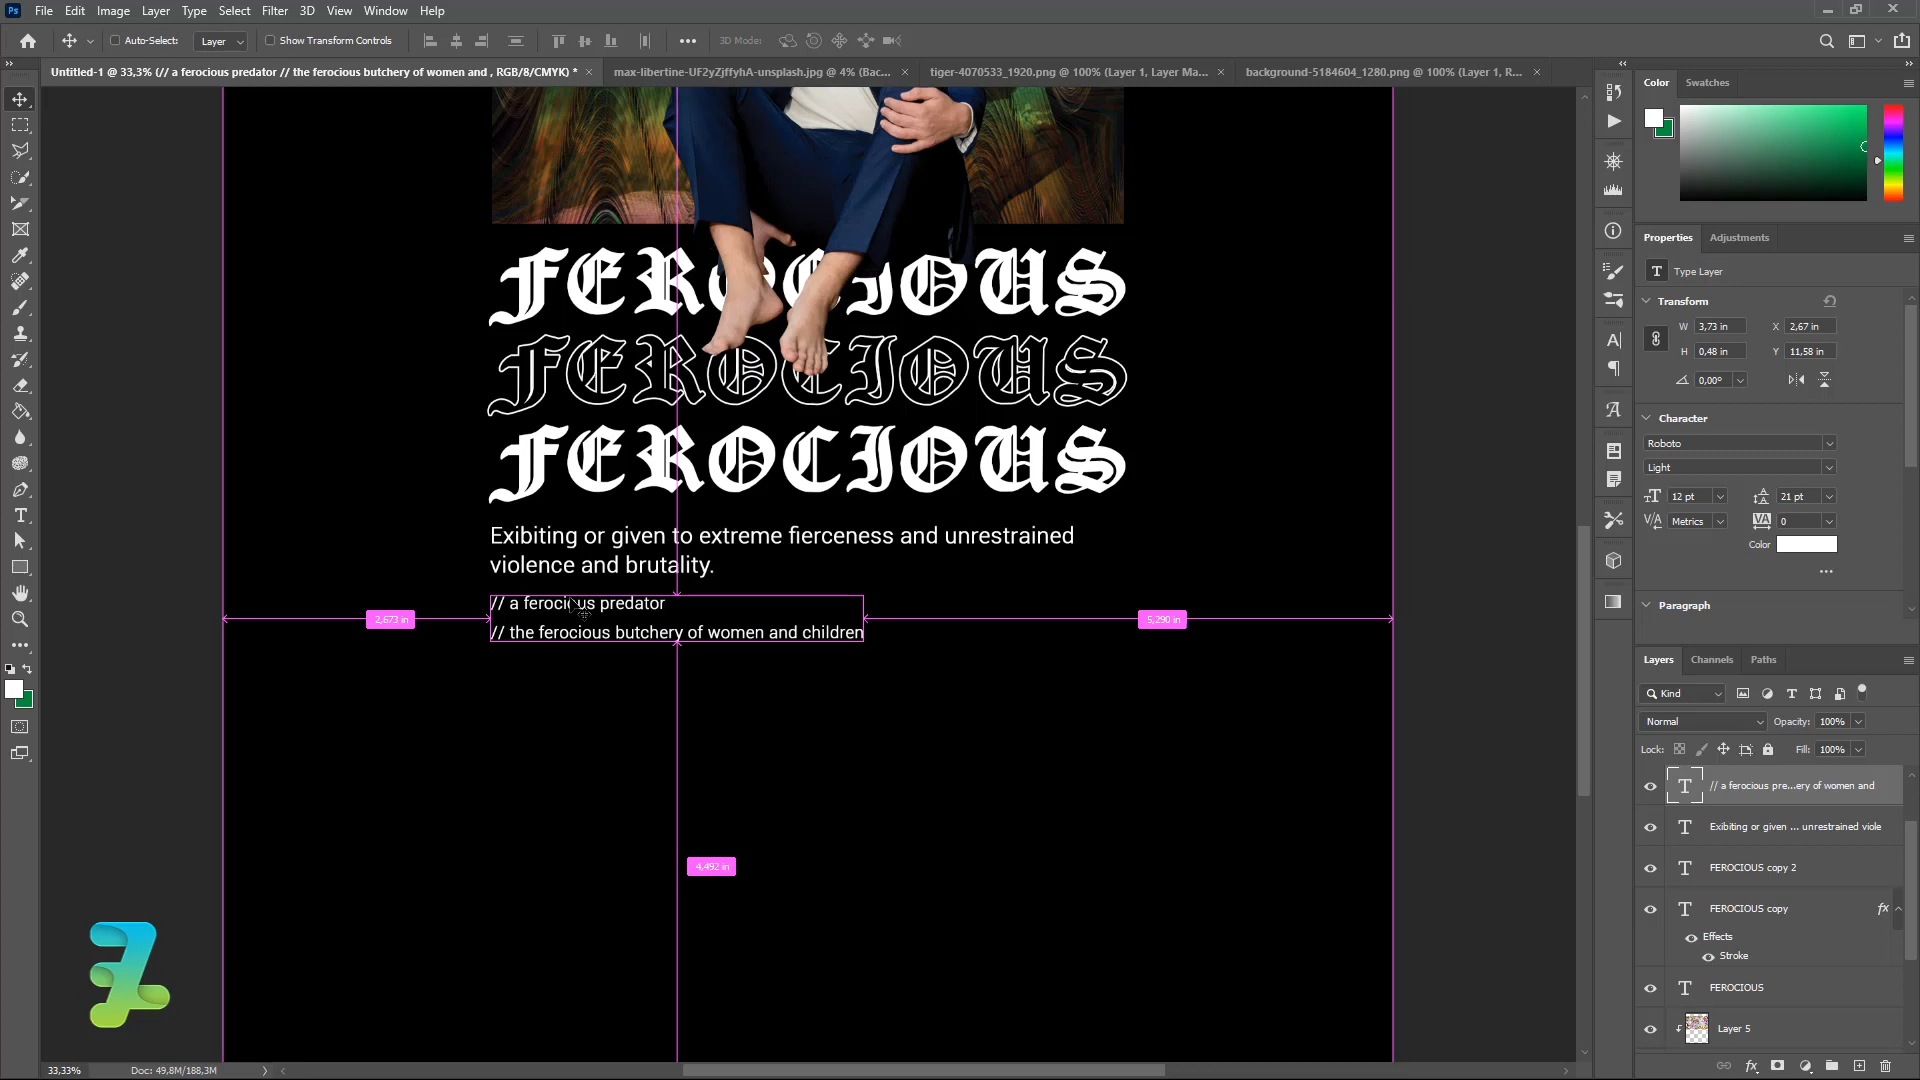 Ps File Edit Image Layer Type Select Filter 3D View Window Help
Auto-Select: Layer Show Transform Controls 3D Mode:
Untitled-1 @ 33,3% (// a ferocious predator // the ferocious butchery of women and , RGB/8/CMYK) * max-libertine-UF2yZjffyhA-unsplash.jpg @ 4% (Bac... tiger-4070533_1920.png @ 100% (Layer 1, Layer Ma... background-5184604_1280.png @ 100% (Layer 1, R...
Color Swatches
Properties Adjustments
T Type Layer
Transform
W 3,73 in X 2,67 in
H 0,48 in Y 11,58 in
0,00°
Character
Roboto
Light
12 pt 21 pt
Metrics 0
Color
Paragraph
FEROCIOUS
FEROCIOUS
FEROCIOUS
Exibiting or given to extreme fierceness and unrestrained
violence and brutality.
// a ferocious predator
// the ferocious butchery of women and children
2,673 in
5,290 in
4,492 in
Layers Channels Paths
Kind
Normal Opacity: 100%
Lock: Fill: 100%
// a ferocious pre...ery of women and
Exibiting or given ... unrestrained viole
FEROCIOUS copy 2
FEROCIOUS copy fx
Effects
Stroke
FEROCIOUS
Layer 5
33,33% Doc: 49,8M/188,3M